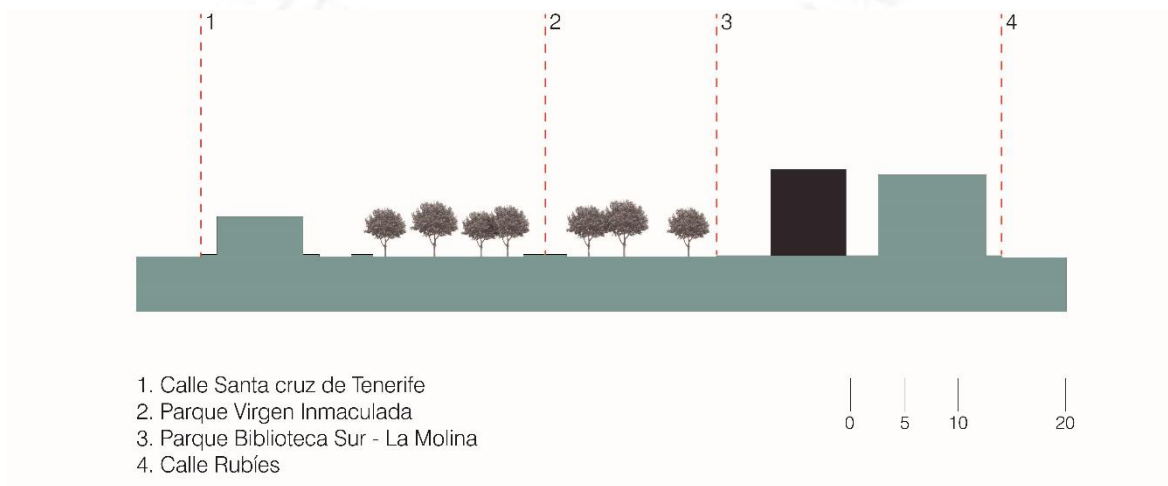 1 2 3 4
1. Calle Santa cruz de Tenerife
2. Parque Virgen Inmaculada
3. Parque Biblioteca Sur - La Molina
4. Calle Rubíes
0 5 10 20